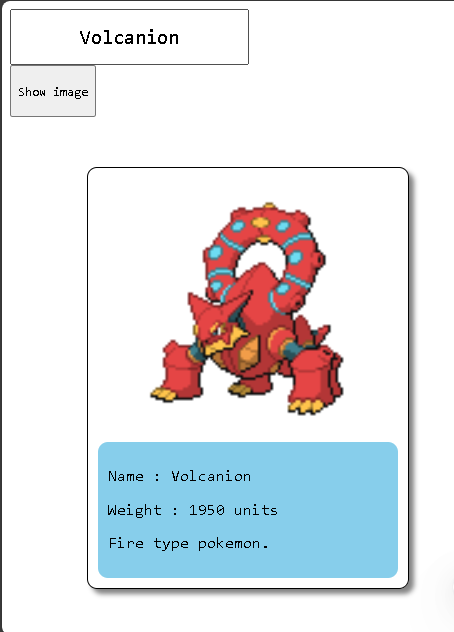 Volcanion
Show image
Name : Volcanion
Weight : 1950 units
Fire type pokemon.